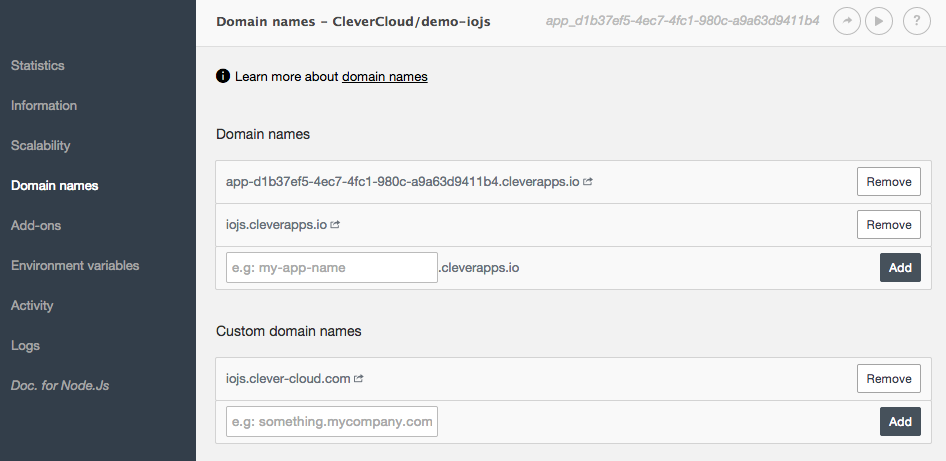 Domain names – CleverCloud/demo-iojs
app_d1b37ef5-4ec7-4fc1-980c-a9a63d9411b4
?
Statistics
Information
Scalability
Domain names
Add-ons
Environment variables
Activity
Logs
Doc. for Node.Js
Learn more about domain names
Domain names
app-d1b37ef5-4ec7-4fc1-980c-a9a63d9411b4.cleverapps.io
Remove
iojs.cleverapps.io
Remove
e.g: my-app-name .cleverapps.io
Add
Custom domain names
iojs.clever-cloud.com
Remove
e.g: something.mycompany.com
Add